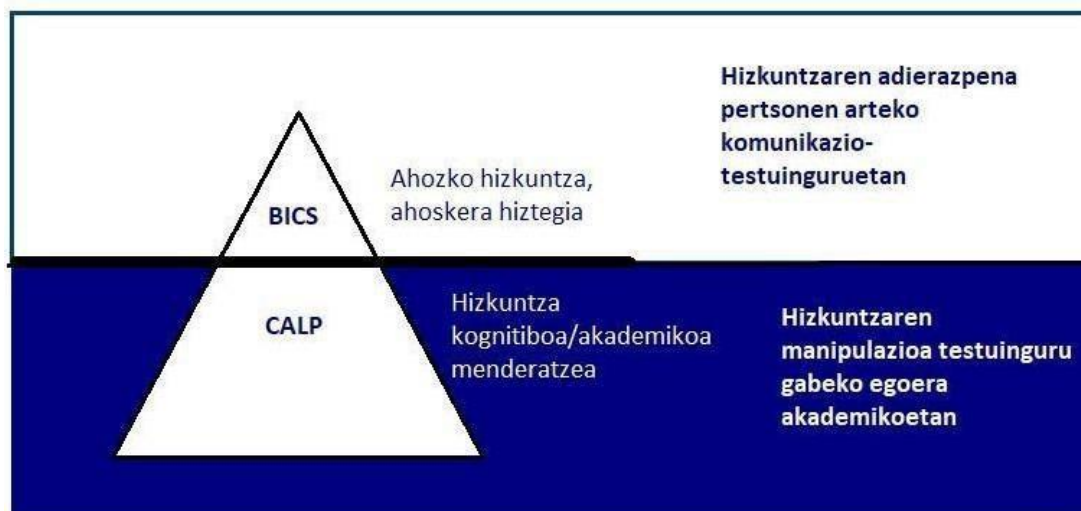 Hizkuntzaren adierazpena
pertsonen arteko
komunikazio-
testuinguruetan
Ahozko hizkuntza,
ahoskera hiztegia
BICS
CALP
Hizkuntza
kognitiboa/akademikoa
menderatzea
Hizkuntzaren
manipulazioa testuinguru
gabeko egoera
akademikoetan